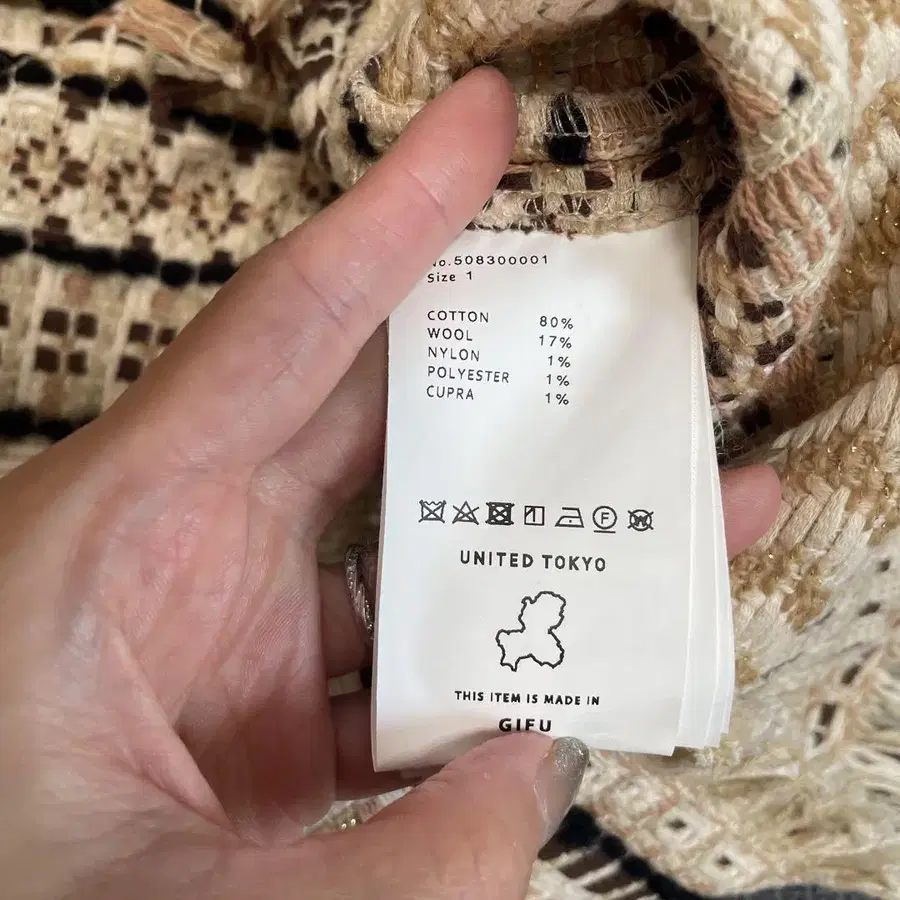 No.508300001
Size 1
COTTON 80%
WOOL 17%
NYLON 1%
POLYESTER 1%
CUPRA 1%
F W
UNITED TOKYO
THIS ITEM IS MADE IN
GIFU